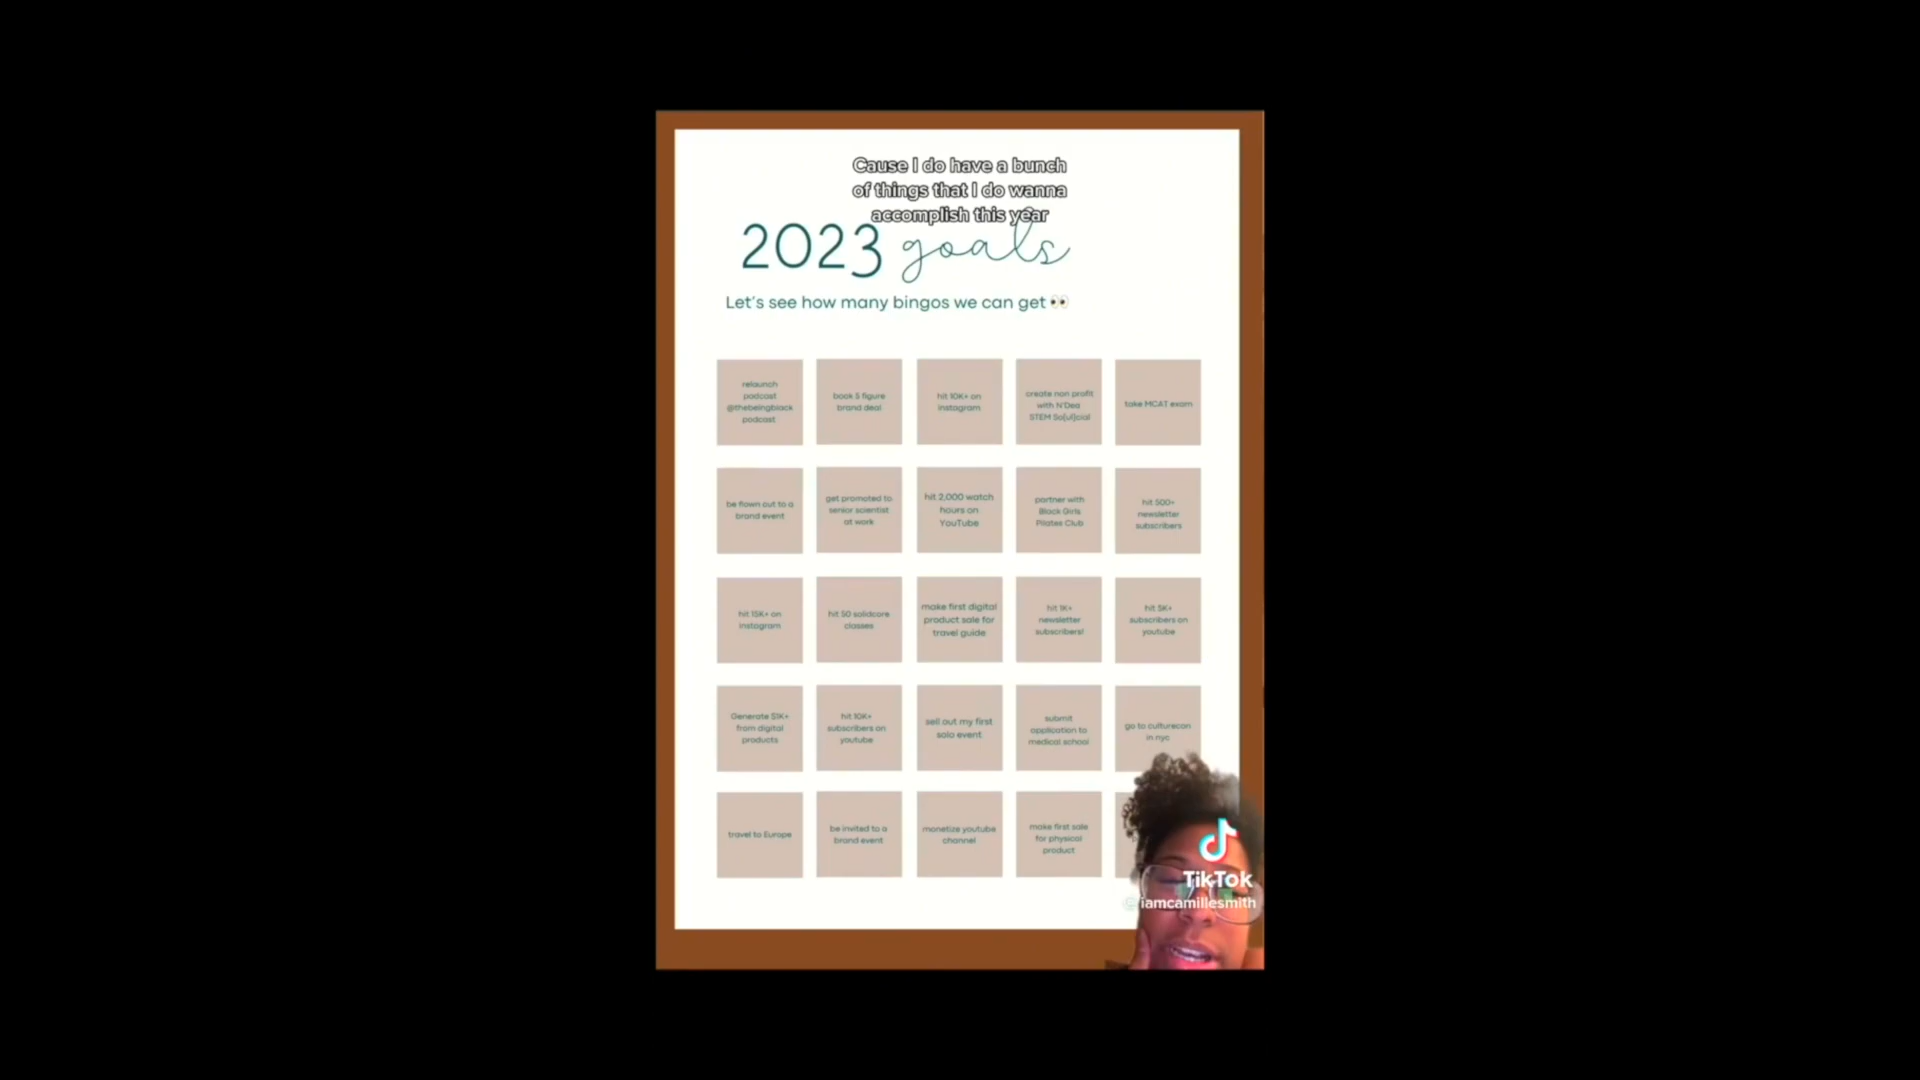 Cause I do have a bunch
of things that I do wanna
accomplish this year
2023 goals
Let's see how many bingos we can get 👀
relaunch
podcast
@thebeingblack
podcast
book 5 figure
brand deal
hit 10K+ on
instagram
create non profit
with N'Dea
STEM So(ul)cial
take MCAT exam
be flown out to a
brand event
get promoted to
senior scientist
at work
hit 2,000 watch
hours on
YouTube
partner with
Black Girls
Pilates Club
hit 500+
newsletter
subscribers
hit 15K+ on
instagram
hit 50 solidcore
classes
make first digital
product sale for
travel guide
hit 1K+
newsletter
subscribers!
hit 5K+
subscribers on
youtube
Generate $1K+
from digital
products
hit 10K+
subscribers on
youtube
sell out my first
solo event
submit
application to
medical school
go to culturecon
in nyc
travel to Europe
be invited to a
brand event
monetize youtube
channel
make first sale
for physical
product
TikTok
@iamcamillesmith